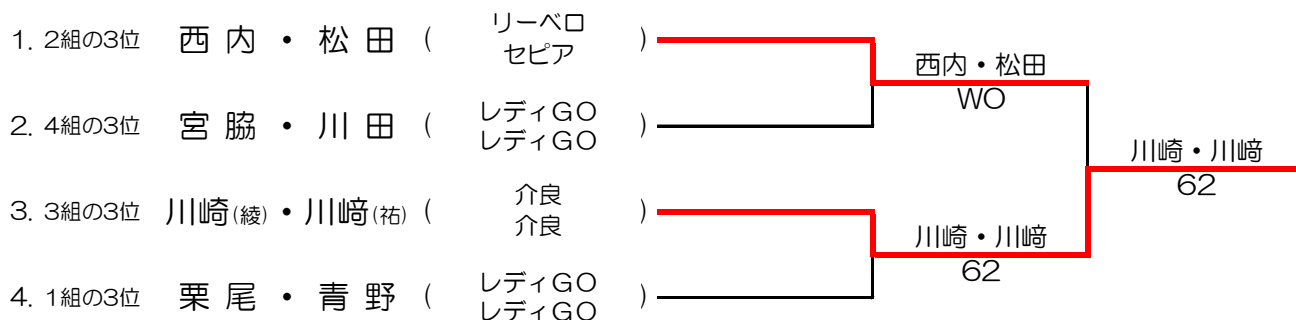 リーベロ
1. 2組の3位 西内・松田 ( セピア )
西内・松田
WO
レディGO
2. 4組の3位 宮脇・川田 ( レディGO )
川崎・川﨑
62
介良
3. 3組の3位 川崎(綾)・川﨑(祐) ( 介良 )
川崎・川﨑
62
レディGO
4. 1組の3位 栗尾・青野 ( レディGO )